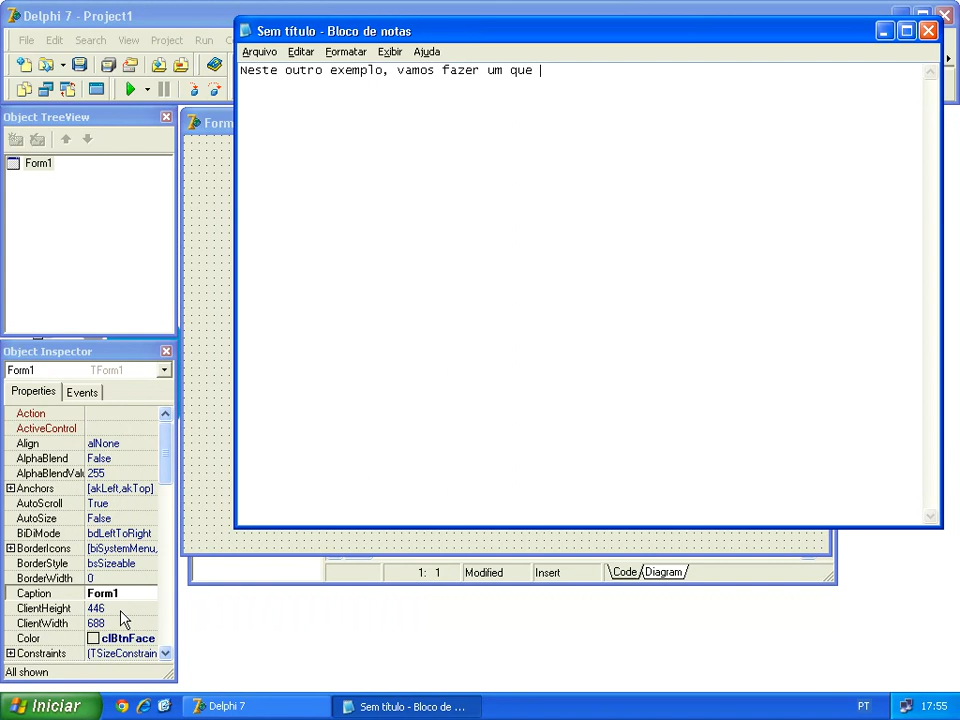 Delphi 7 - Project1
File Edit Search View Project Run
Object TreeView
Form1
Form
Sem título - Bloco de notas
Arquivo Editar Formatar Exibir Ajuda
Neste outro exemplo, vamos fazer um que
Object Inspector
Form1 TForm1
Properties Events
Action
ActiveControl
Align alNone
AlphaBlend False
AlphaBlendVal 255
Anchors [akLeft,akTop]
AutoScroll True
AutoSize False
BiDiMode bdLeftToRight
BorderIcons [biSystemMenu,
BorderStyle bsSizeable
BorderWidth 0
Caption Form1
ClientHeight 446
ClientWidth 688
Color clBtnFace
Constraints (TSizeConstrain
All shown
1: 1 Modified Insert Code Diagram
Iniciar Delphi 7 Sem título - Bloco de ... PT 17:55